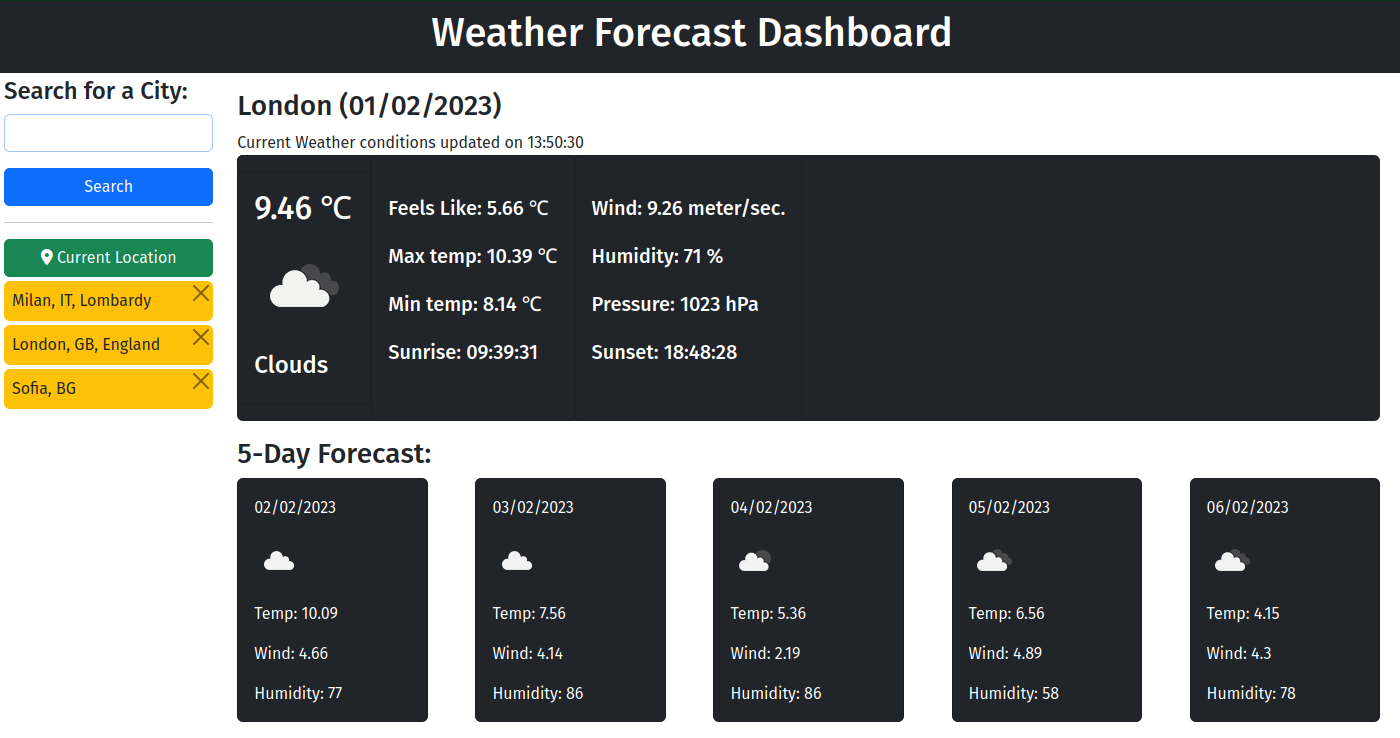 Weather Forecast Dashboard
Search for a City:
Search
Current Location
Milan, IT, Lombardy
London, GB, England
Sofia, BG
London (01/02/2023)
Current Weather conditions updated on 13:50:30
9.46 °C
Clouds
Feels Like: 5.66 °C
Max temp: 10.39 °C
Min temp: 8.14 °C
Sunrise: 09:39:31
Wind: 9.26 meter/sec.
Humidity: 71 %
Pressure: 1023 hPa
Sunset: 18:48:28
5-Day Forecast:
02/02/2023
Temp: 10.09
Wind: 4.66
Humidity: 77
03/02/2023
Temp: 7.56
Wind: 4.14
Humidity: 86
04/02/2023
Temp: 5.36
Wind: 2.19
Humidity: 86
05/02/2023
Temp: 6.56
Wind: 4.89
Humidity: 58
06/02/2023
Temp: 4.15
Wind: 4.3
Humidity: 78